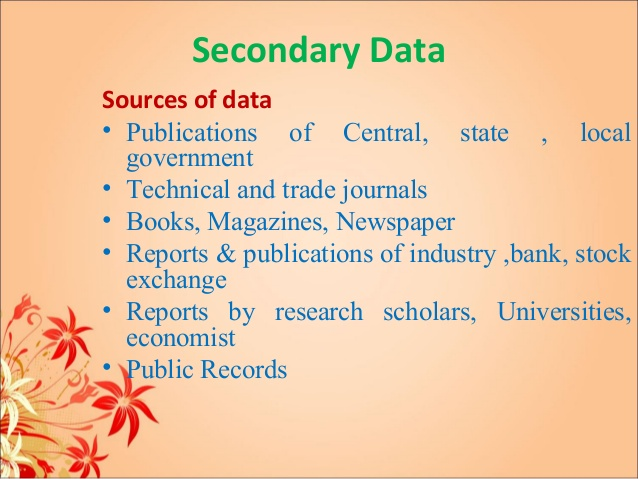 Secondary Data
Sources of data
• Publications of Central, state , local
government
• Technical and trade journals
• Books, Magazines, Newspaper
• Reports & publications of industry ,bank, stock
exchange
• Reports by research scholars, Universities,
economist
• Public Records